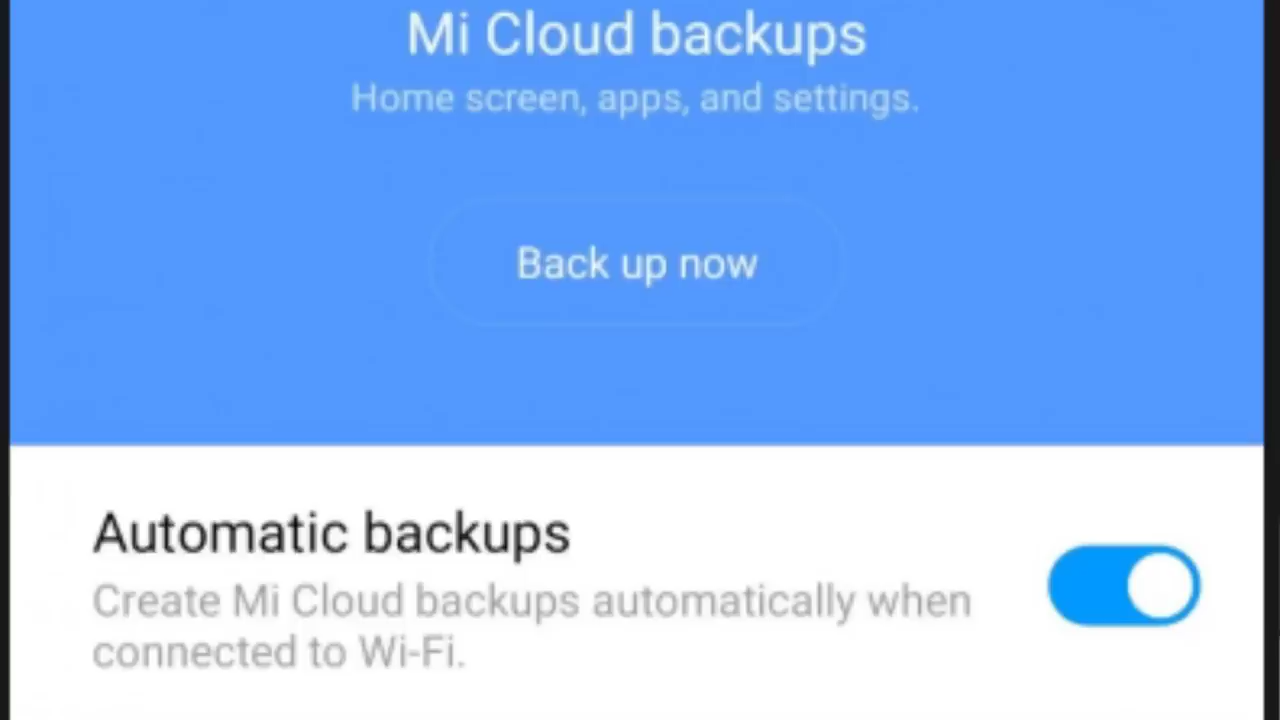 Mi Cloud backups
Home screen, apps, and settings.
Back up now
Automatic backups
Create Mi Cloud backups automatically when
connected to Wi-Fi.